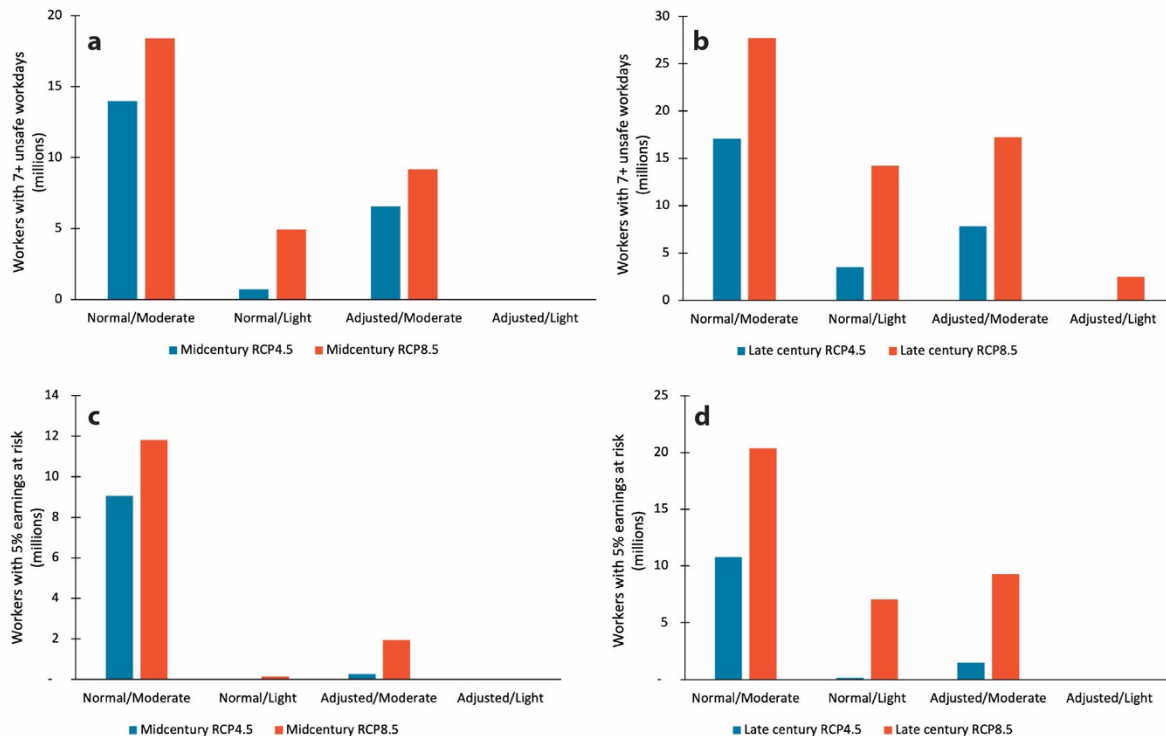 a
Workers with 7+ unsafe workdays
(millions)
20
15
10
5
0
Normal/Moderate Normal/Light Adjusted/Moderate Adjusted/Light
Midcentury RCP4.5 Midcentury RCP8.5
b
Workers with 7+ unsafe workdays
(millions)
30
25
20
15
10
5
0
Normal/Moderate Normal/Light Adjusted/Moderate Adjusted/Light
Late century RCP4.5 Late century RCP8.5
c
Workers with 5% earnings at risk
(millions)
14
12
10
8
6
4
2
-
Normal/Moderate Normal/Light Adjusted/Moderate Adjusted/Light
Midcentury RCP4.5 Midcentury RCP8.5
d
Workers with 5% earnings at risk
(millions)
25
20
15
10
5
-
Normal/Moderate Normal/Light Adjusted/Moderate Adjusted/Light
Late century RCP4.5 Late century RCP8.5